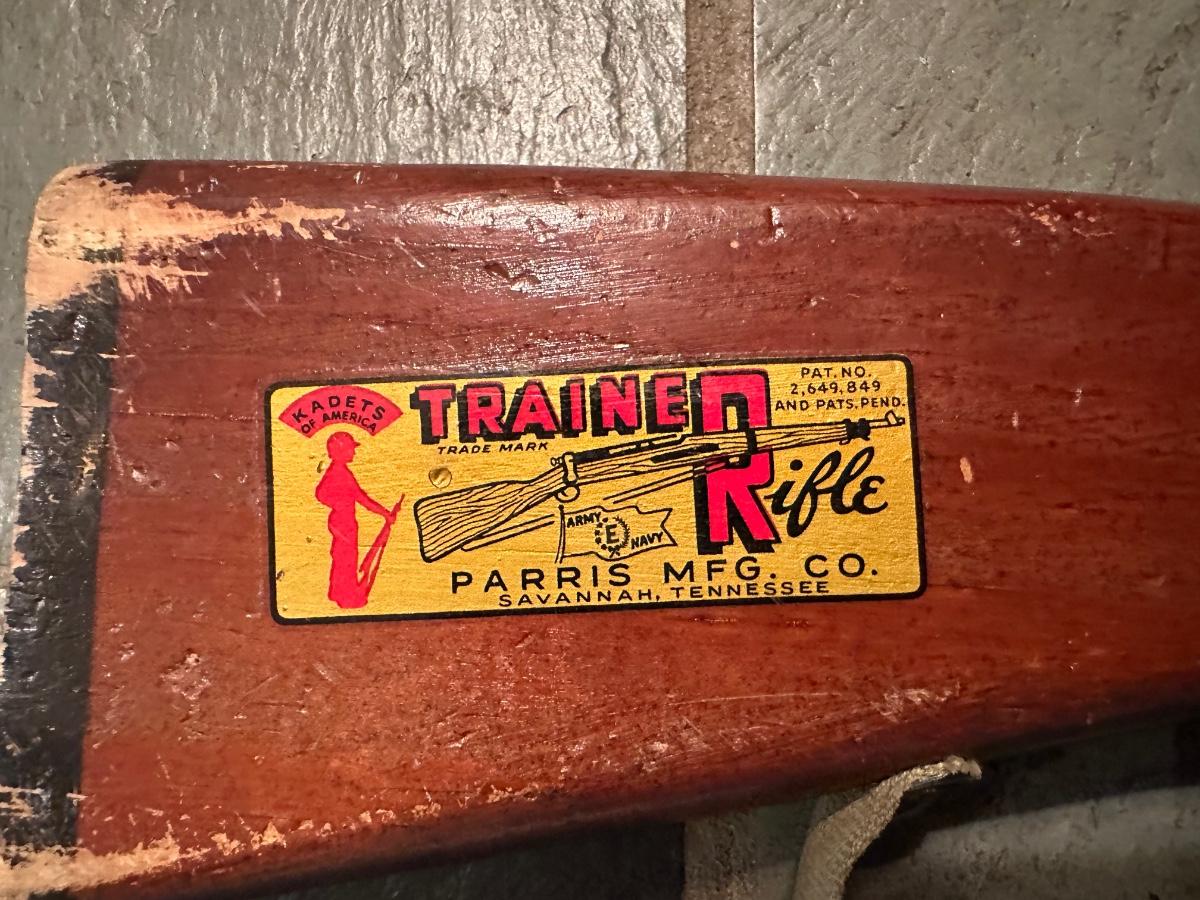 KADETS
OF AMERICA
TRAINER
TRADE MARK
PAT. NO.
2,649,849
AND PATS. PEND.
Rifle
ARMY
E
NAVY
PARRIS MFG. CO.
SAVANNAH, TENNESSEE